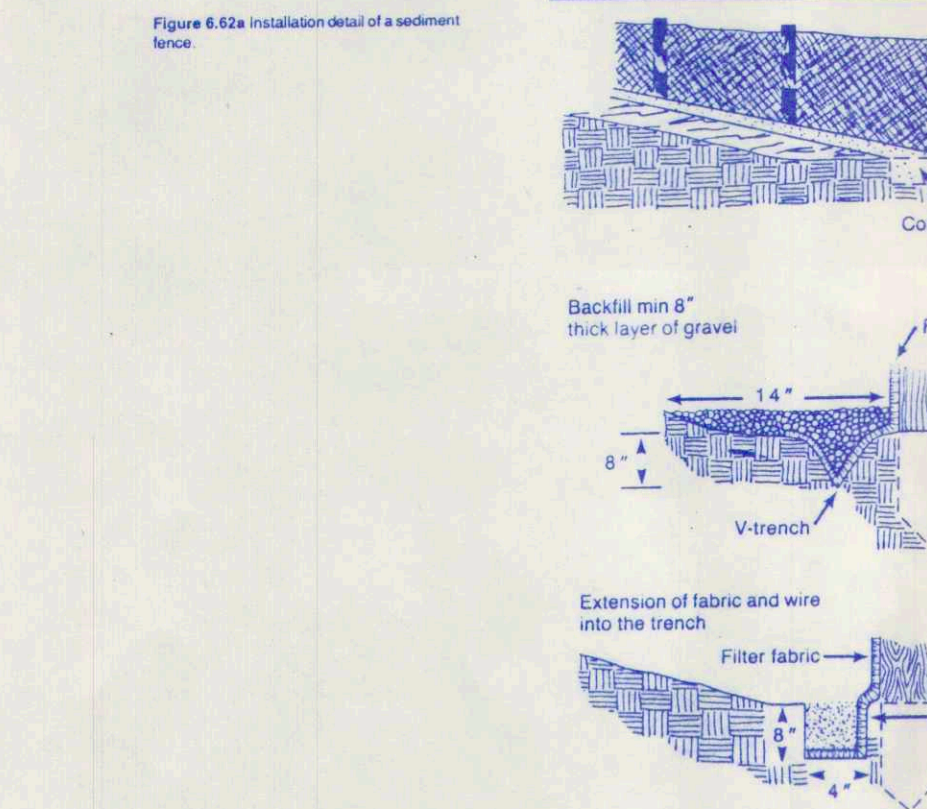 Figure 6.62a Installation detail of a sediment
fence.
Co
Backfill min 8"
thick layer of gravel
F
14"
8"
V-trench
Extension of fabric and wire
into the trench
Filter fabric
8"
4"